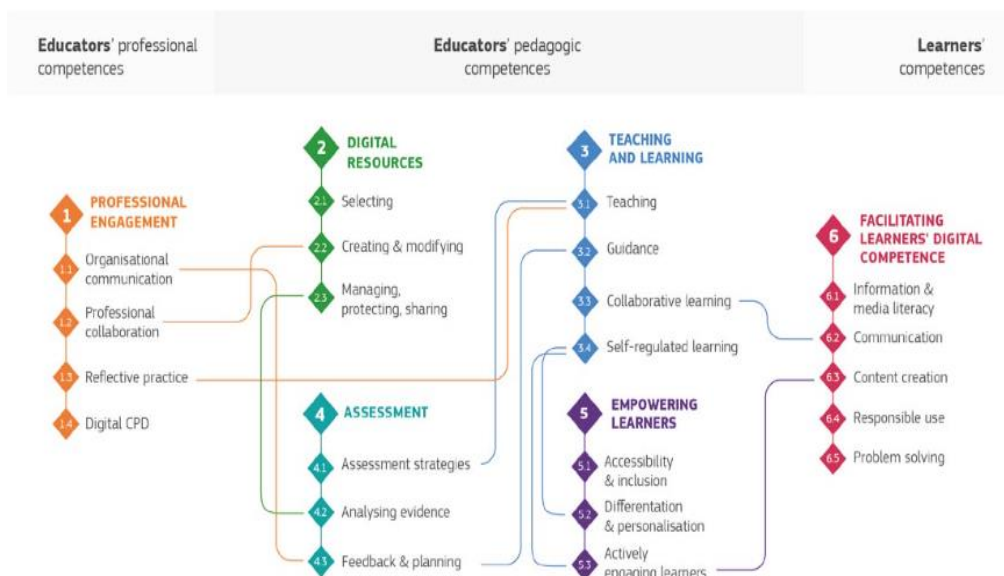 Educators' professional
competences
Educators' pedagogic
competences
Learners'
competences
1
PROFESSIONAL
ENGAGEMENT
1.1
Organisational
communication
1.2
Professional
collaboration
1.3
Reflective practice
1.4
Digital CPD
2
DIGITAL
RESOURCES
2.1
Selecting
2.2
Creating & modifying
2.3
Managing,
protecting, sharing
4
ASSESSMENT
4.1
Assessment strategies
4.2
Analysing evidence
4.3
Feedback & planning
3
TEACHING
AND LEARNING
3.1
Teaching
3.2
Guidance
3.3
Collaborative learning
3.4
Self-regulated learning
5
EMPOWERING
LEARNERS
5.1
Accessibility
& inclusion
5.2
Differentation
& personalisation
5.3
Actively
engaging learners
6
FACILITATING
LEARNERS' DIGITAL
COMPETENCE
6.1
Information &
media literacy
6.2
Communication
6.3
Content creation
6.4
Responsible use
6.5
Problem solving